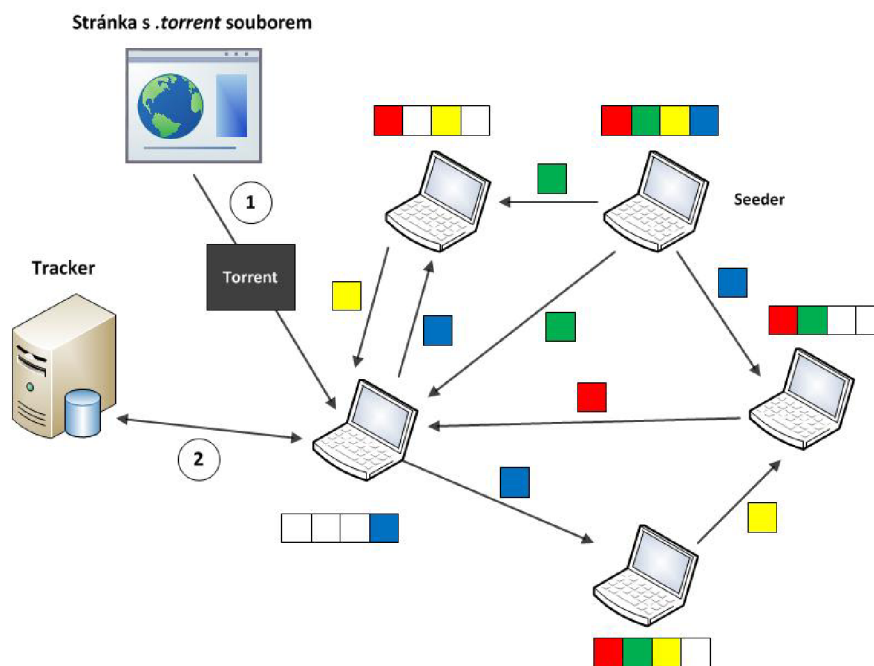 Stránka s .torrent souborem
1
Seeder
Tracker
Torrent
2